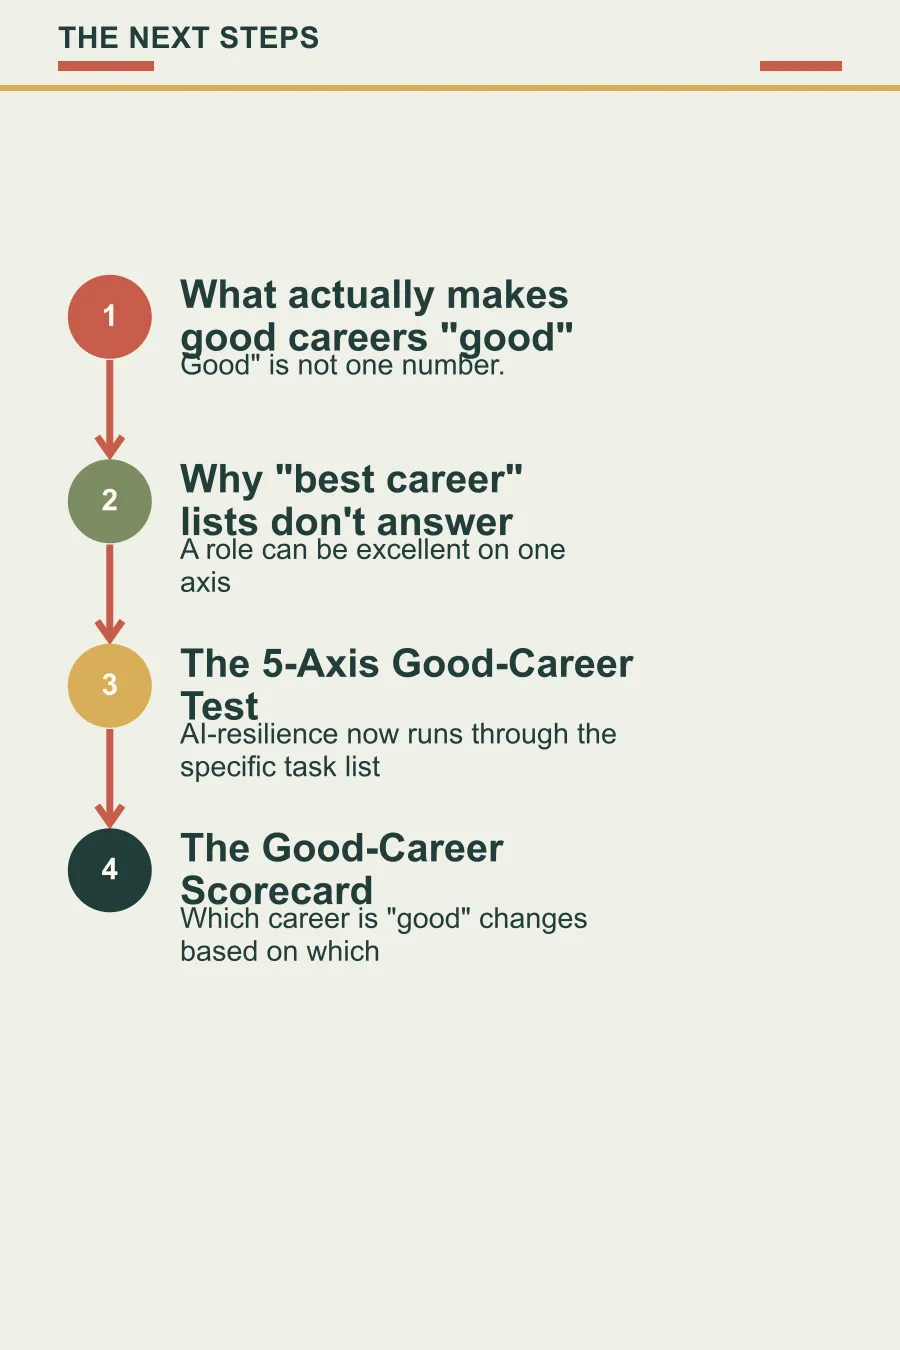 THE NEXT STEPS
1
What actually makes
good careers "good"
Good" is not one number.
2
Why "best career"
lists don't answer
A role can be excellent on one
axis
3
The 5-Axis Good-Career
Test
AI-resilience now runs through the
specific task list
4
The Good-Career
Scorecard
Which career is "good" changes
based on which